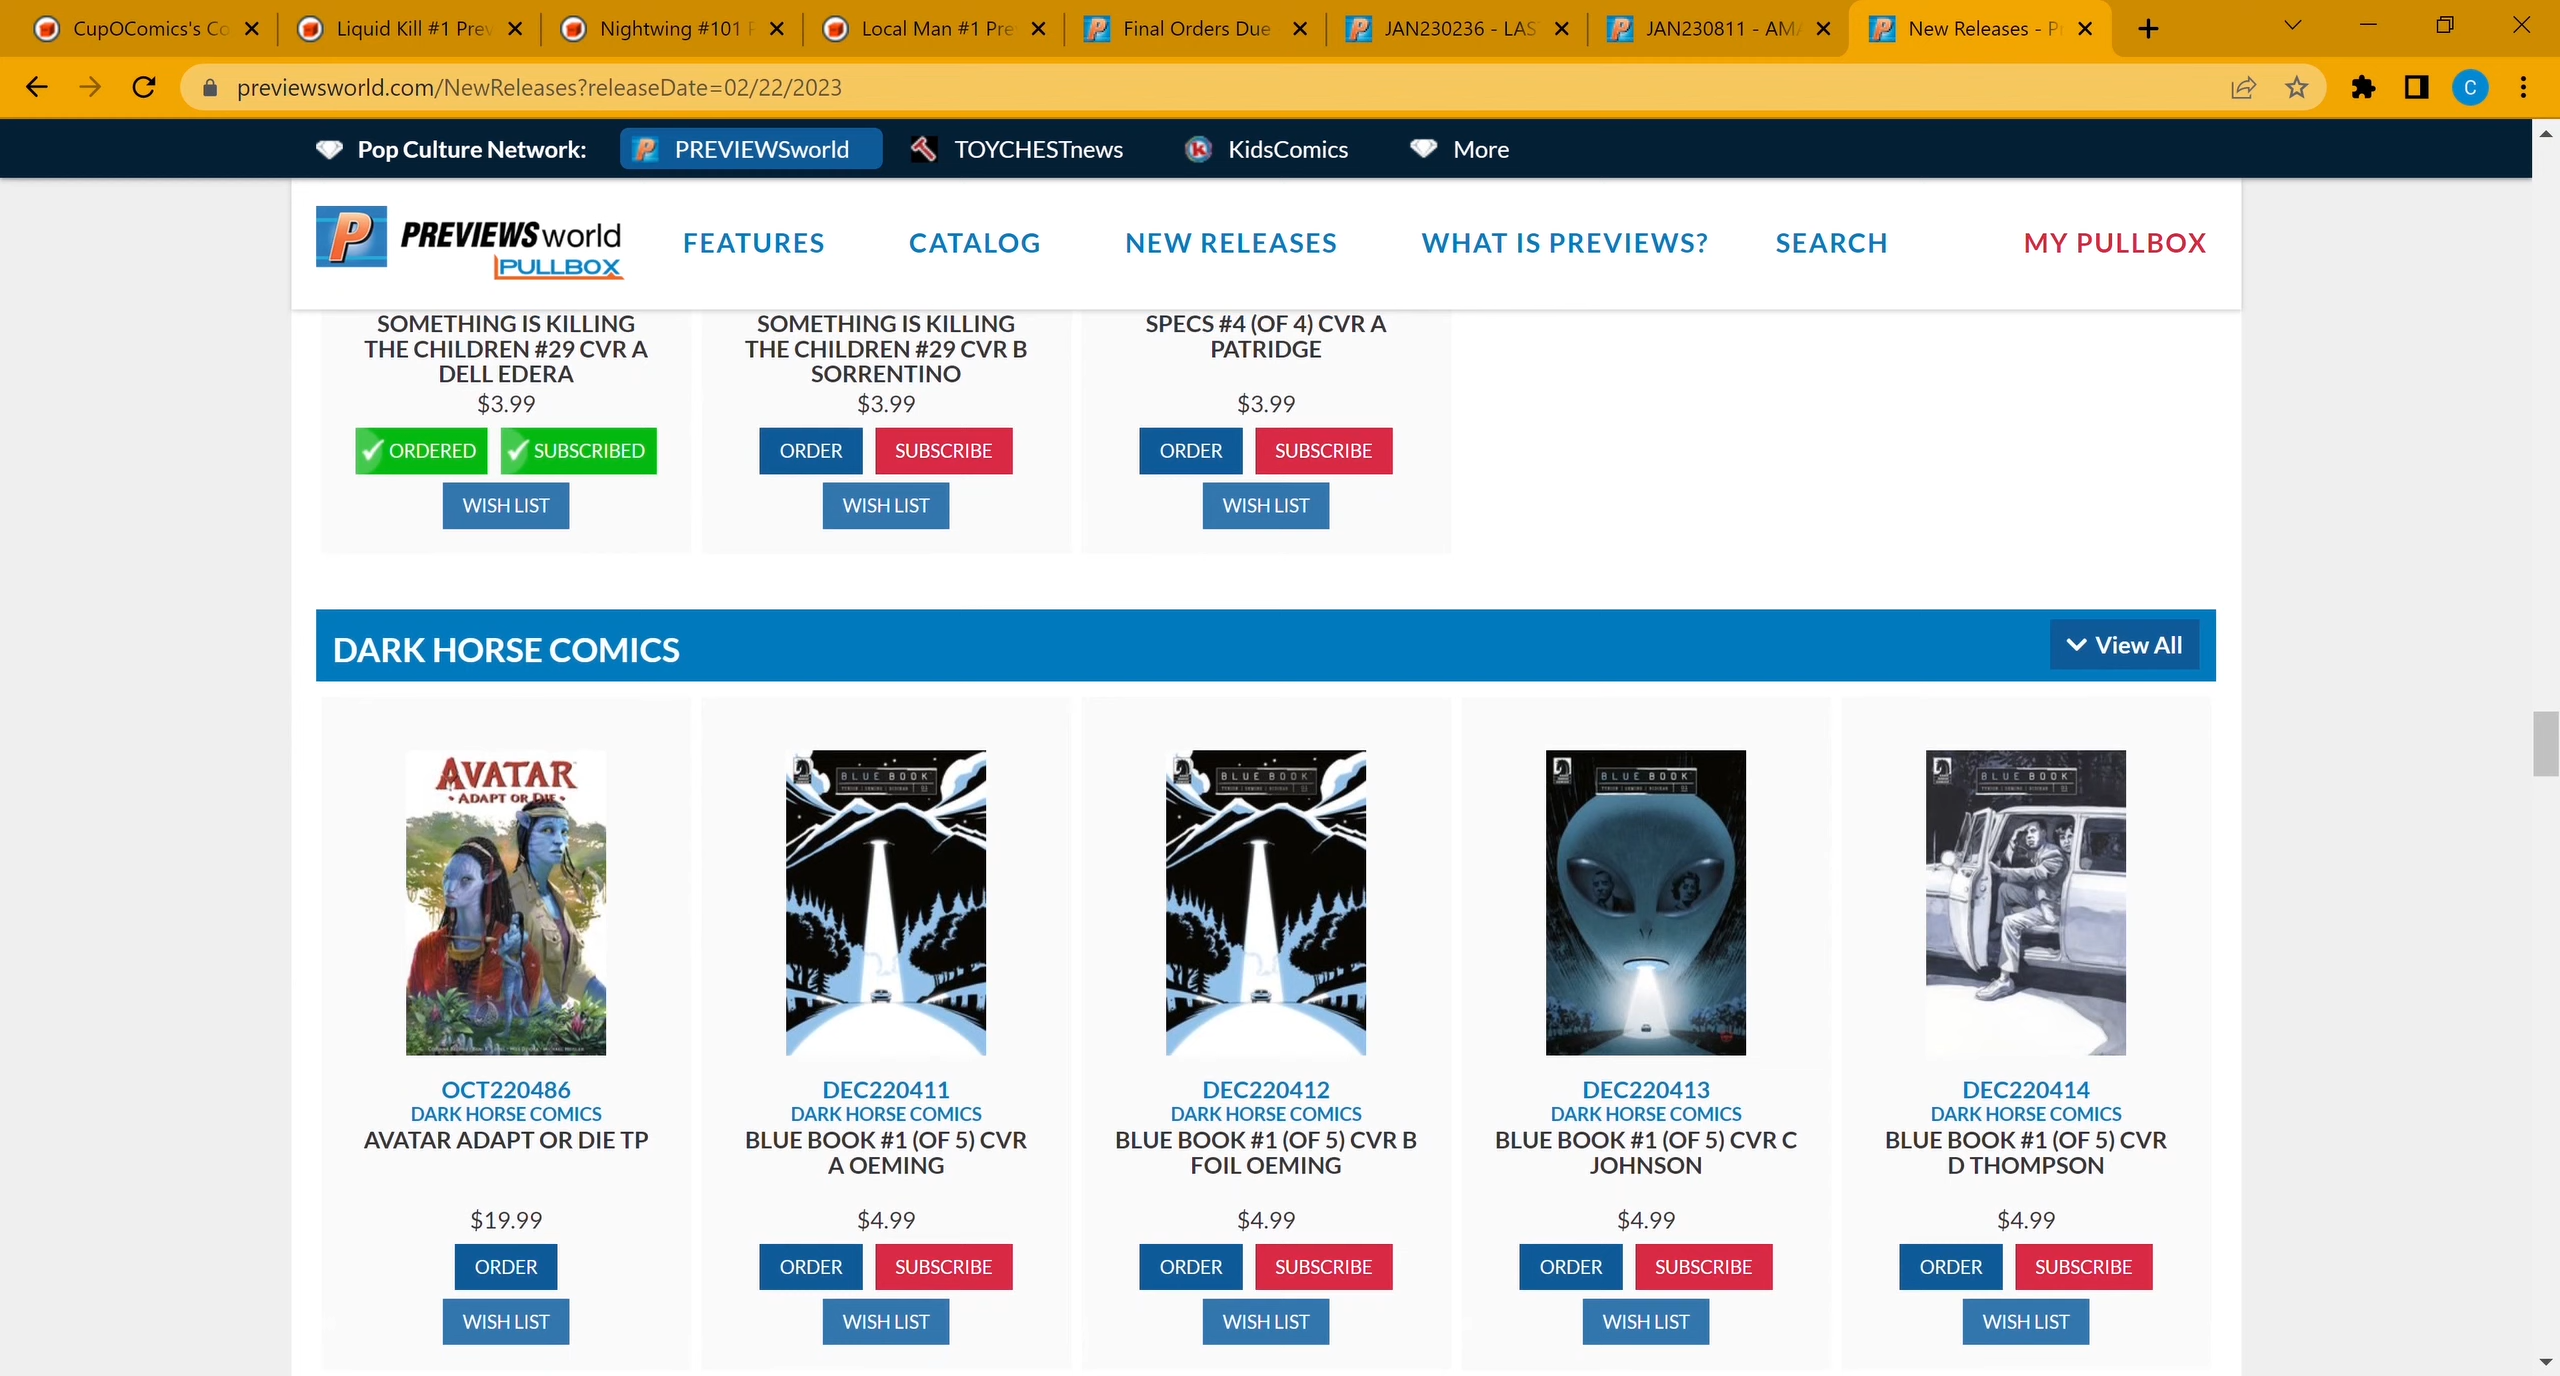 CupOComics's Co
Liquid Kill #1 Prev
Nightwing #101 P
Local Man #1 Pre
Final Orders Due
JAN230236 - LAS
JAN230811 - AMA
New Releases - P
previewsworld.com/NewReleases?releaseDate=02/22/2023
C
Pop Culture Network:
PREVIEWSworld
TOYCHESTnews
KidsComics
More
P PREVIEWSworld
PULLBOX
FEATURES
CATALOG
NEW RELEASES
WHAT IS PREVIEWS?
SEARCH
MY PULLBOX
SOMETHING IS KILLING
THE CHILDREN #29 CVR A
DELL EDERA
$3.99
ORDERED SUBSCRIBED
WISH LIST
SOMETHING IS KILLING
THE CHILDREN #29 CVR B
SORRENTINO
$3.99
ORDER SUBSCRIBE
WISH LIST
SPECS #4 (OF 4) CVR A
PATRIDGE
$3.99
ORDER SUBSCRIBE
WISH LIST
DARK HORSE COMICS
View All
AVATAR
• ADAPT OR DIE •
OCT220486
DARK HORSE COMICS
AVATAR ADAPT OR DIE TP
$19.99
ORDER
WISH LIST
BLUE BOOK
DEC220411
DARK HORSE COMICS
BLUE BOOK #1 (OF 5) CVR
A OEMING
$4.99
ORDER SUBSCRIBE
WISH LIST
BLUE BOOK
DEC220412
DARK HORSE COMICS
BLUE BOOK #1 (OF 5) CVR B
FOIL OEMING
$4.99
ORDER SUBSCRIBE
WISH LIST
BLUE BOOK
DEC220413
DARK HORSE COMICS
BLUE BOOK #1 (OF 5) CVR C
JOHNSON
$4.99
ORDER SUBSCRIBE
WISH LIST
BLUE BOOK
DEC220414
DARK HORSE COMICS
BLUE BOOK #1 (OF 5) CVR
D THOMPSON
$4.99
ORDER SUBSCRIBE
WISH LIST